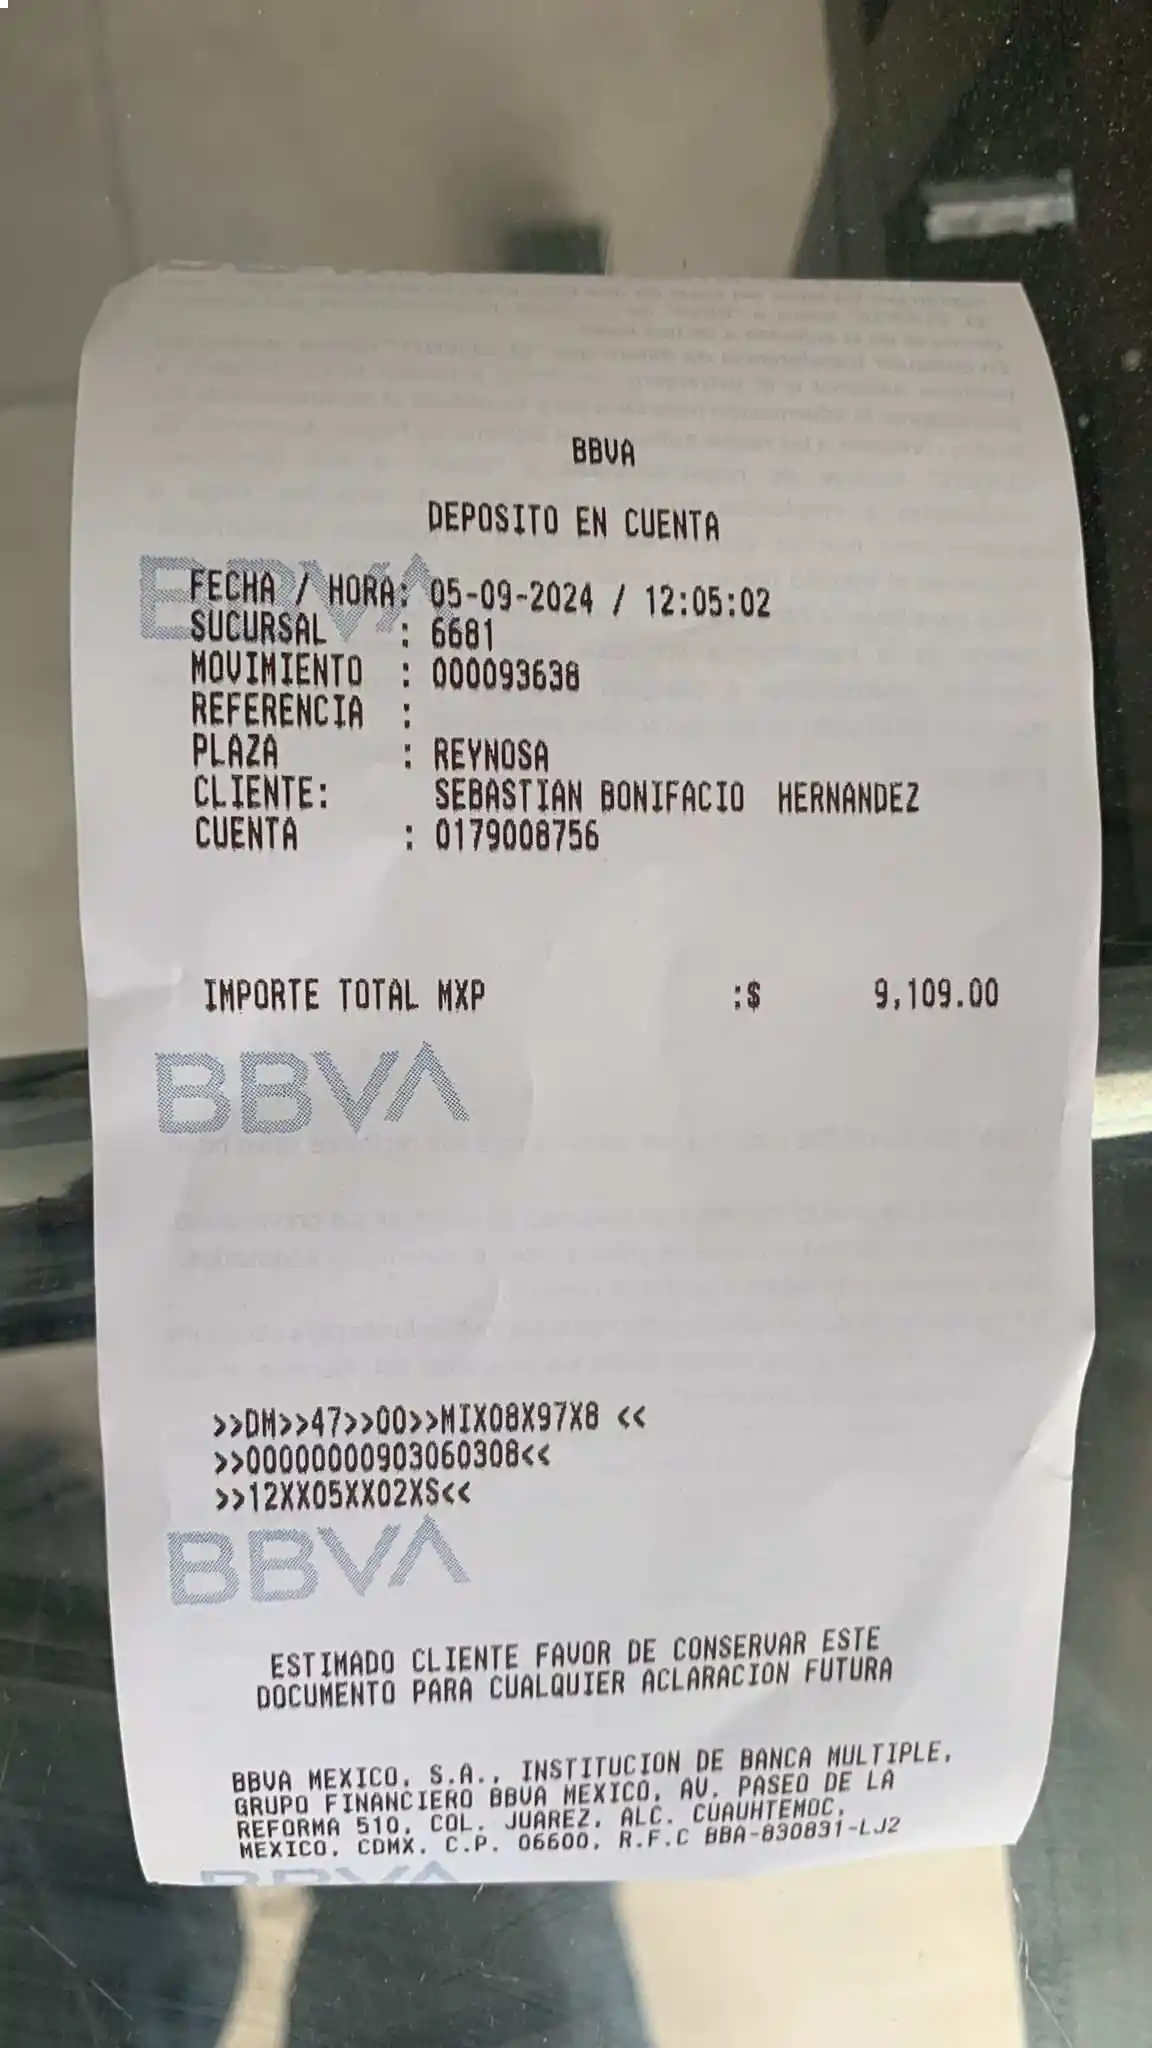 BBVA
DEPOSITO EN CUENTA
BBVA
FECHA / HORA: 05-09-2024 / 12:05:02
SUCURSAL : 6681
MOVIMIENTO : 000093638
REFERENCIA :
PLAZA : REYNOSA
CLIENTE: SEBASTIAN BONIFACIO HERNANDEZ
CUENTA : 0179008756
IMPORTE TOTAL MXP :$ 9,109.00
BBVA
>>DM>>47>>00>>MIX08X97X8 <<
>>00000000903060308<<
>>12XX05XX02XS<<
BBVA
ESTIMADO CLIENTE FAVOR DE CONSERVAR ESTE
DOCUMENTO PARA CUALQUIER ACLARACION FUTURA
BBVA MEXICO, S.A., INSTITUCION DE BANCA MULTIPLE,
GRUPO FINANCIERO BBVA MEXICO, AV. PASEO DE LA
REFORMA 510, COL. JUAREZ, ALC. CUAUHTEMOC,
MEXICO, CDMX, C.P. 06600, R.F.C BBA-830831-LJ2
BBVA